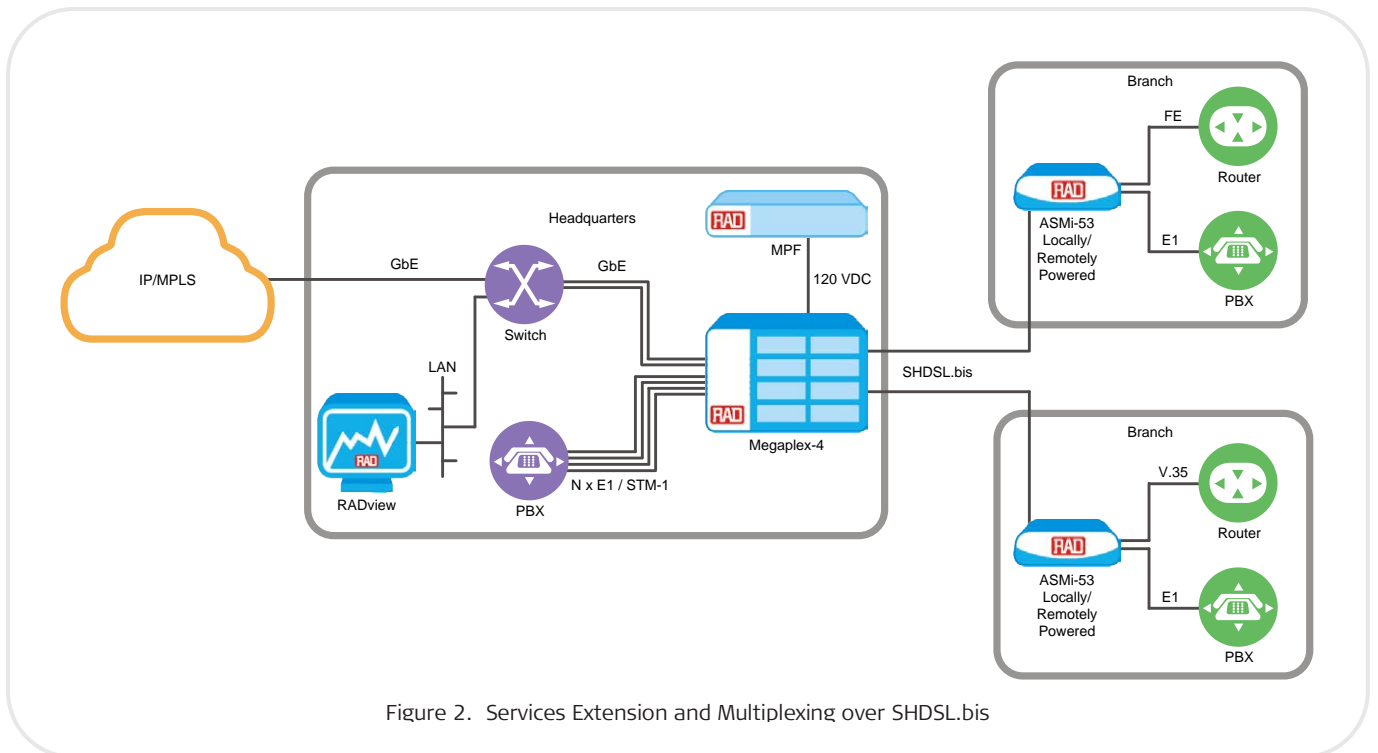 Headquarters
IP/MPLS
GbE
Switch
GbE
RAD
MPF
120 VDC
LAN
RAD
RADview
PBX
N x E1 / STM-1
RAD
Megaplex-4
SHDSL.bis
Branch
RAD
ASMi-53
Locally/
Remotely
Powered
FE
Router
E1
PBX
Branch
RAD
ASMi-53
Locally/
Remotely
Powered
V.35
Router
E1
PBX
Figure 2. Services Extension and Multiplexing over SHDSL.bis